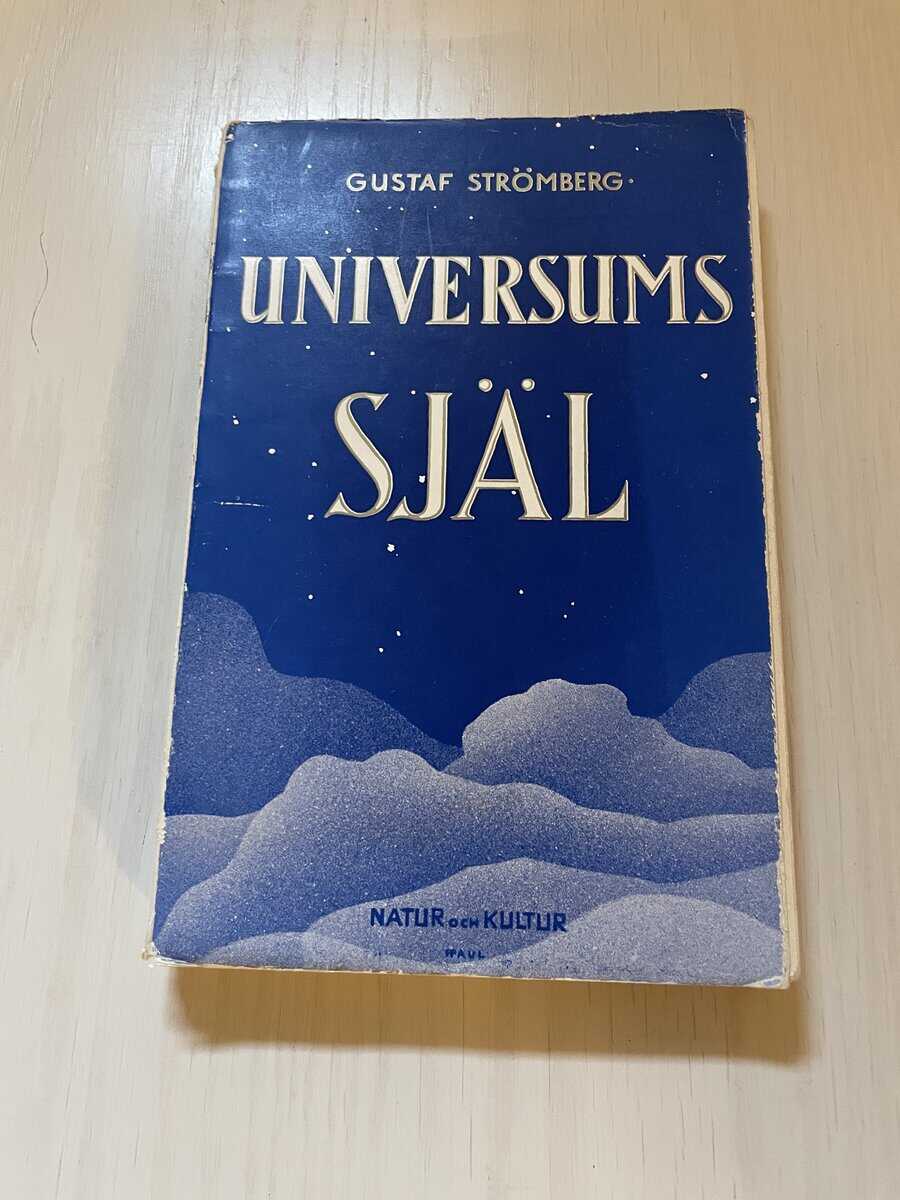 GUSTAF STRÖMBERG
UNIVERSUMS
SJÄL
NATUR OCH KULTUR